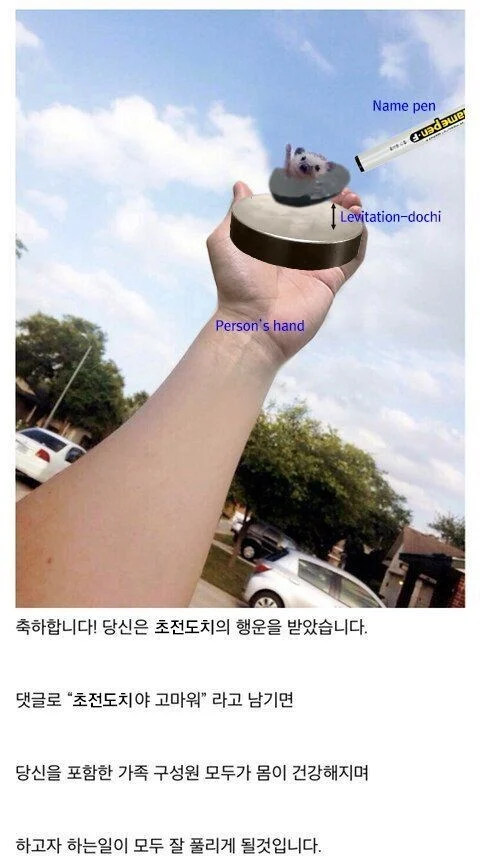 Name pen
namepen-F
Levitation-dochi
Person's hand
축하합니다! 당신은 초전도치의 행운을 받았습니다.
댓글로 “초전도치야 고마워” 라고 남기면
당신을 포함한 가족 구성원 모두가 몸이 건강해지며
하고자 하는일이 모두 잘 풀리게 될것입니다.